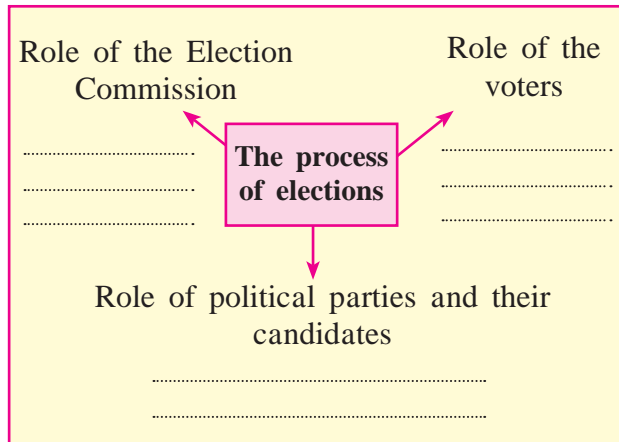 Role of the Election
Commission
Role of the
voters
The process
of elections
Role of political parties and their
candidates